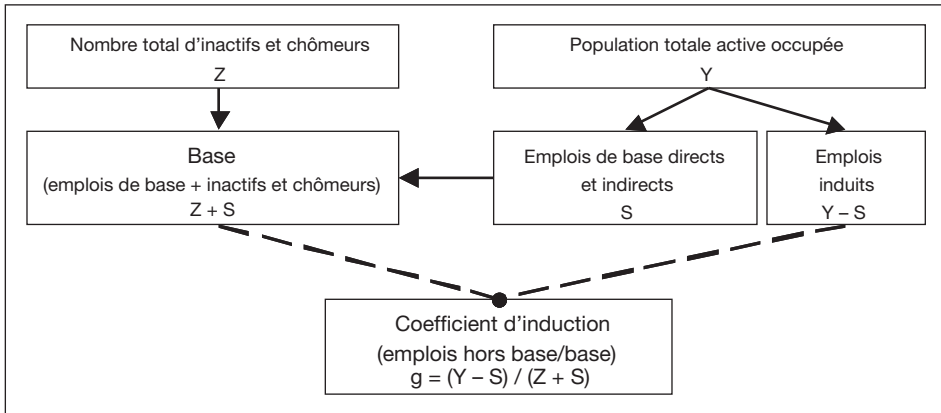 Nombre total d'inactifs et chômeurs
Z
Population totale active occupée
Y
Base
(emplois de base + inactifs et chômeurs)
Z + S
Emplois de base directs
et indirects
S
Emplois
induits
Y – S
Coefficient d'induction
(emplois hors base/base)
g = (Y – S) / (Z + S)